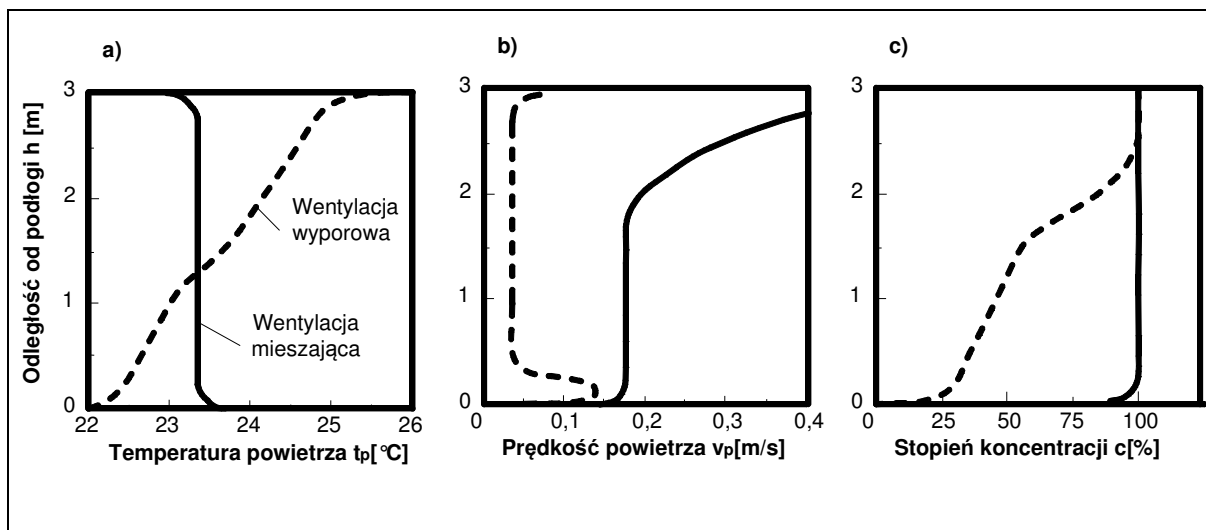 a)
b)
c)
Odległość od podłogi h [m]
3
2
1
0
22
23
24
25
26
Wentylacja
wyporowa
Wentylacja
mieszająca
Temperatura powietrza tp[°C]
3
2
1
0
0
0,1
0,2
0,3
0,4
Prędkość powietrza vp[m/s]
3
2
1
0
0
25
50
75
100
Stopień koncentracji c[%]